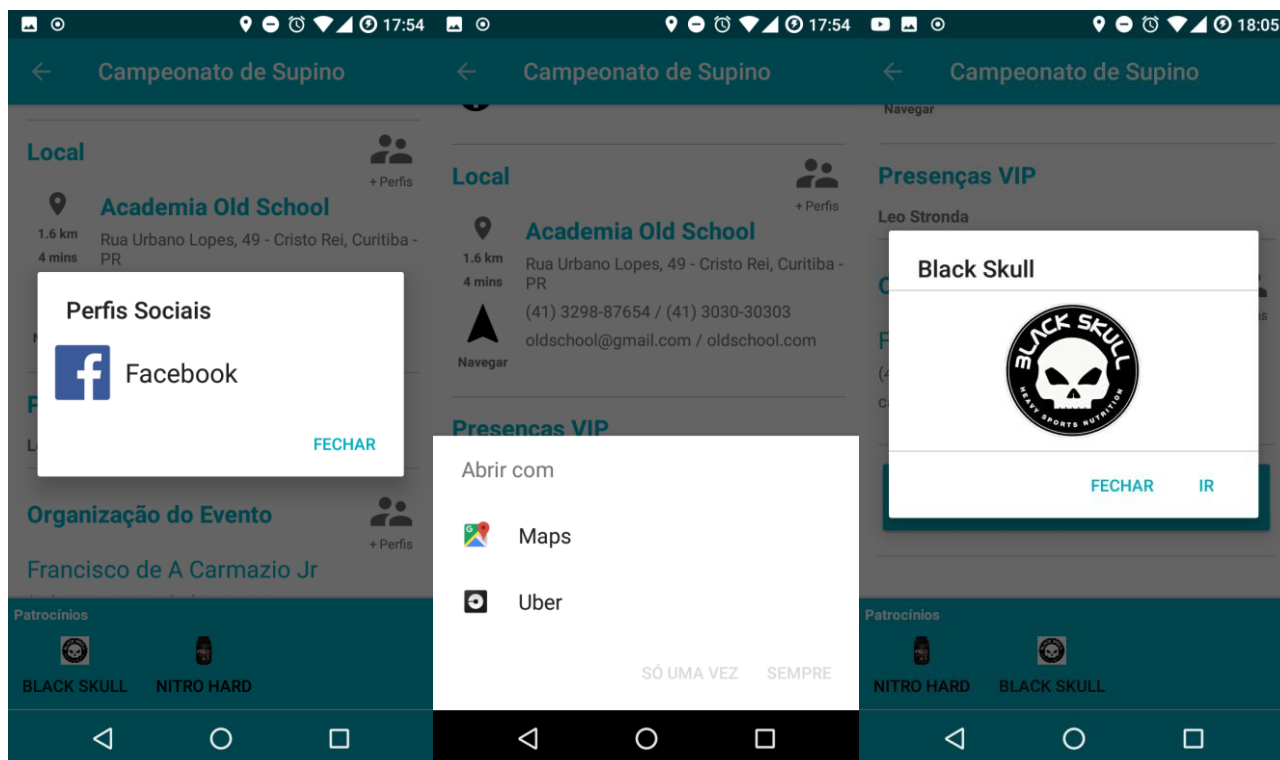 17:54
Campeonato de Supino
Local
+ Perfis
Academia Old School
1.6 km
4 mins
Rua Urbano Lopes, 49 - Cristo Rei, Curitiba -
PR
Perfis Sociais
Facebook
FECHAR
Organização do Evento
+ Perfis
Francisco de A Carmazio Jr
Patrocínios
BLACK SKULL
NITRO HARD
17:54
Campeonato de Supino
Local
+ Perfis
Academia Old School
1.6 km
4 mins
Rua Urbano Lopes, 49 - Cristo Rei, Curitiba -
PR
(41) 3298-87654 / (41) 3030-30303
oldschool@gmail.com / oldschool.com
Navegar
Presenças VIP
Abrir com
Maps
Uber
SÓ UMA VEZ SEMPRE
18:05
Campeonato de Supino
Navegar
Presenças VIP
Leo Stronda
Black Skull
BLACK SKULL
HEAVY SPORTS NUTRITION
FECHAR IR
Patrocínios
NITRO HARD
BLACK SKULL